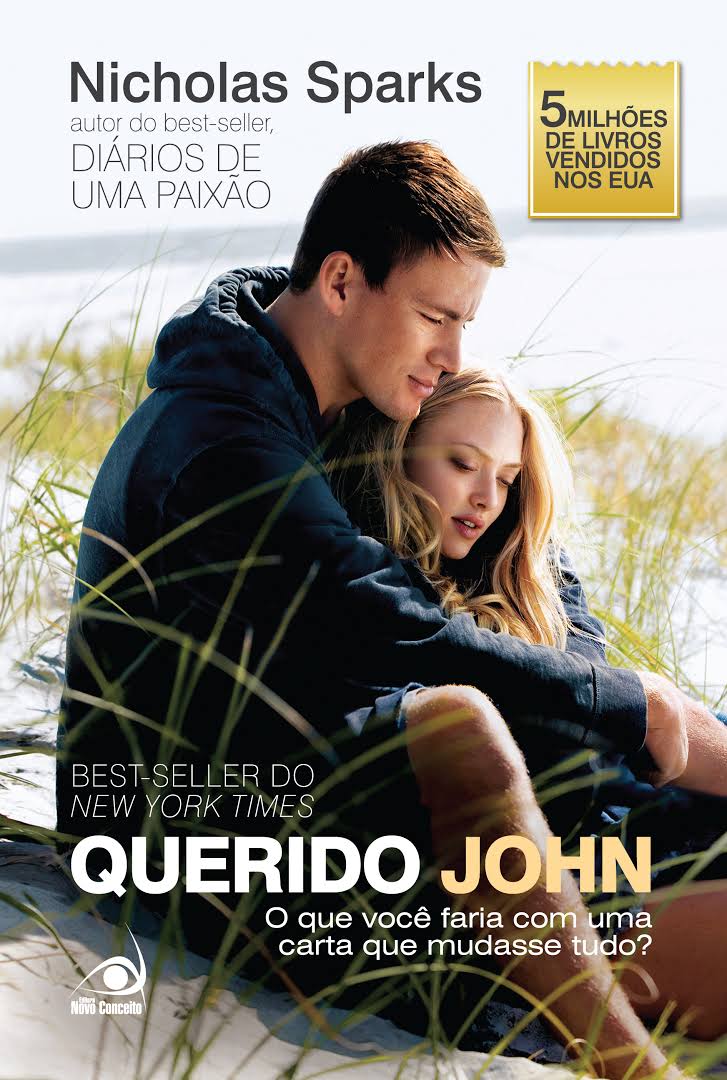 Nicholas Sparks
autor do best-seller,
DIÁRIOS DE
UMA PAIXÃO
5 MILHÕES
DE LIVROS
VENDIDOS
NOS EUA
BEST-SELLER DO
NEW YORK TIMES
QUERIDO JOHN
O que você faria com uma
carta que mudasse tudo?
Editora
Novo Conceito